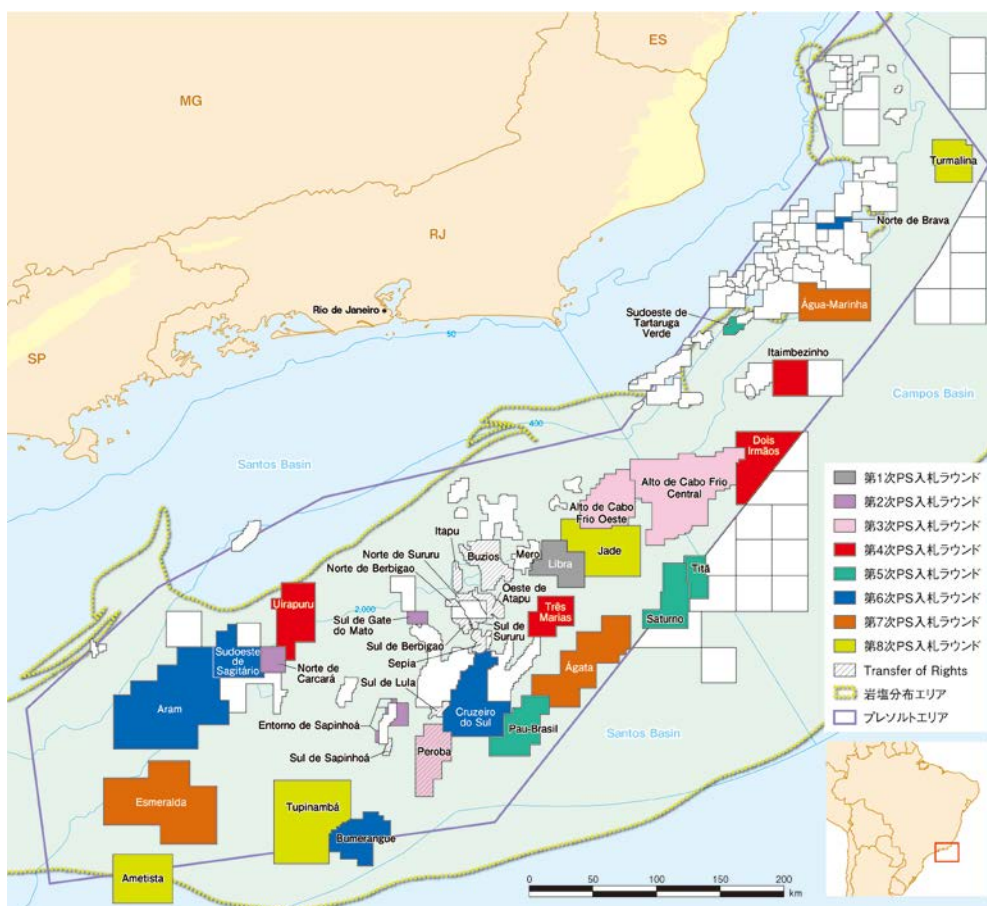 ES
MG
RJ
SP
Rio de Janeiro
50
400
2,000
Turmalina
Norte de Brava
Água-Marinha
Sudoeste de
Tartaruga
Verde
Itaimbezinho
Campos Basin
Santos Basin
Dois
Irmãos
Alto de Cabo Frio
Central
Alto de Cabo
Frio Oeste
Itapu
Buzios
Mero
Libra
Jade
Norte de Sururu
Norte de Berbigao
Oeste de
Atapu
Titã
Saturno
Uirapuru
Sul de Gate
do Mato
Três
Marias
Sul de
Sururu
Sul de Berbigao
Sepia
Sudoeste
de
Sagitário
Norte de
Carcará
Sul de Lula
Ágata
Aram
Entorno de Sapinhoá
Cruzeiro
do Sul
Pau-Brasil
Santos Basin
Sul de Sapinhoá
Peroba
Esmeralda
Tupinambá
Bumerangue
Ametista
第1次PS入札ラウンド
第2次PS入札ラウンド
第3次PS入札ラウンド
第4次PS入札ラウンド
第5次PS入札ラウンド
第6次PS入札ラウンド
第7次PS入札ラウンド
第8次PS入札ラウンド
Transfer of Rights
岩塩分布エリア
プレソルトエリア
0 50 100 150 200
km